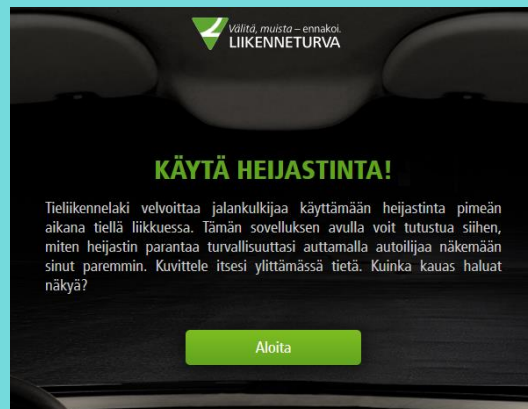 Välitä, muista – ennakoi.
LIIKENNETURVA
KÄYTÄ HEIJASTINTA!
Tieliikennelaki velvoittaa jalankulkijaa käyttämään heijastinta pimeän
aikana tiellä liikkuessa. Tämän sovelluksen avulla voit tutustua siihen,
miten heijastin parantaa turvallisuuttasi auttamalla autoilijaa näkemään
sinut paremmin. Kuvittele itsesi ylittämässä tietä. Kuinka kauas haluat
näkyä?
Aloita